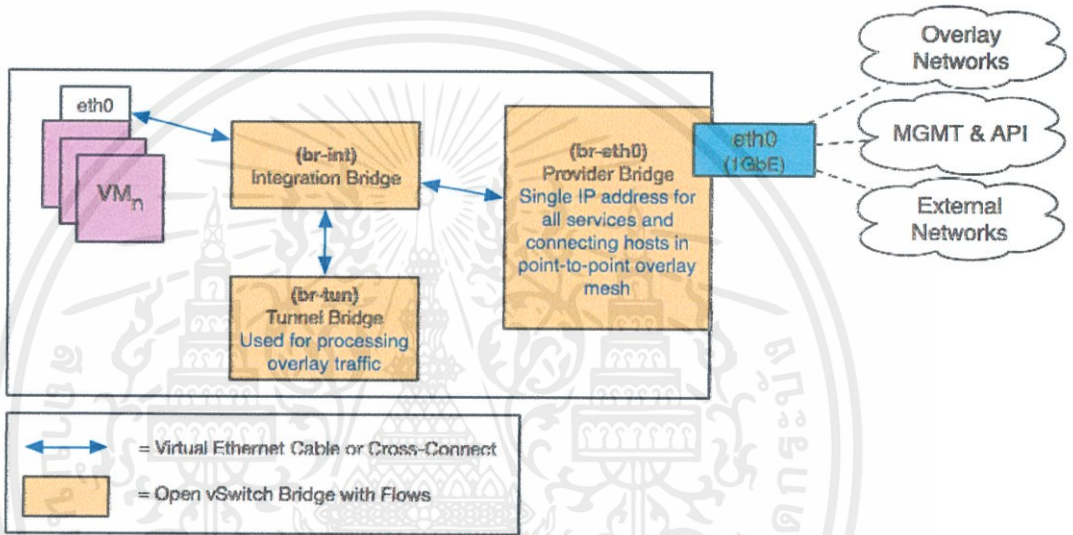 Overlay
Networks
MGMT & API
External
Networks
eth0
VMn
(br-int)
Integration Bridge
(br-tun)
Tunnel Bridge
Used for processing
overlay traffic
(br-eth0)
Provider Bridge
Single IP address for
all services and
connecting hosts in
point-to-point overlay
mesh
eth0
(1GbE)
= Virtual Ethernet Cable or Cross-Connect
= Open vSwitch Bridge with Flows